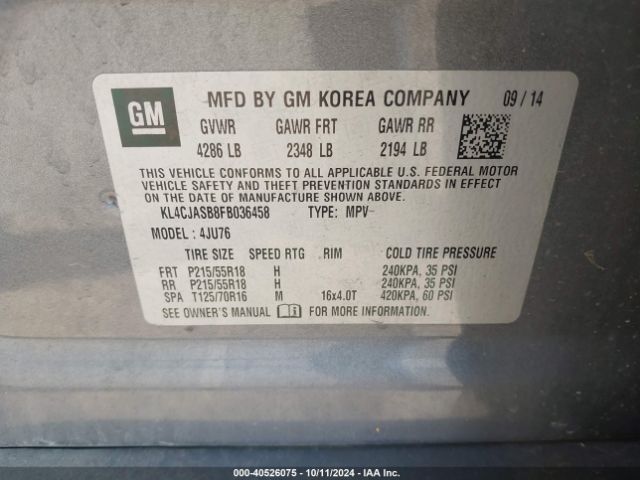 GM MFD BY GM KOREA COMPANY 09 / 14
GVWR GAWR FRT GAWR RR
4286 LB 2348 LB 2194 LB
THIS VEHICLE CONFORMS TO ALL APPLICABLE U.S. FEDERAL MOTOR
VEHICLE SAFETY AND THEFT PREVENTION STANDARDS IN EFFECT
ON THE DATE OF MANUFACTURE SHOWN ABOVE.
KL4CJASB8FB036458 TYPE: MPV
MODEL : 4JU76
TIRE SIZE SPEED RTG RIM COLD TIRE PRESSURE
FRT P215/55R18 H 240KPA, 35 PSI
RR P215/55R18 H 240KPA, 35 PSI
SPA T125/70R16 M 16x4.0T 420KPA, 60 PSI
SEE OWNER'S MANUAL FOR MORE INFORMATION.
000-40526075 - 10/11/2024 - IAA Inc.